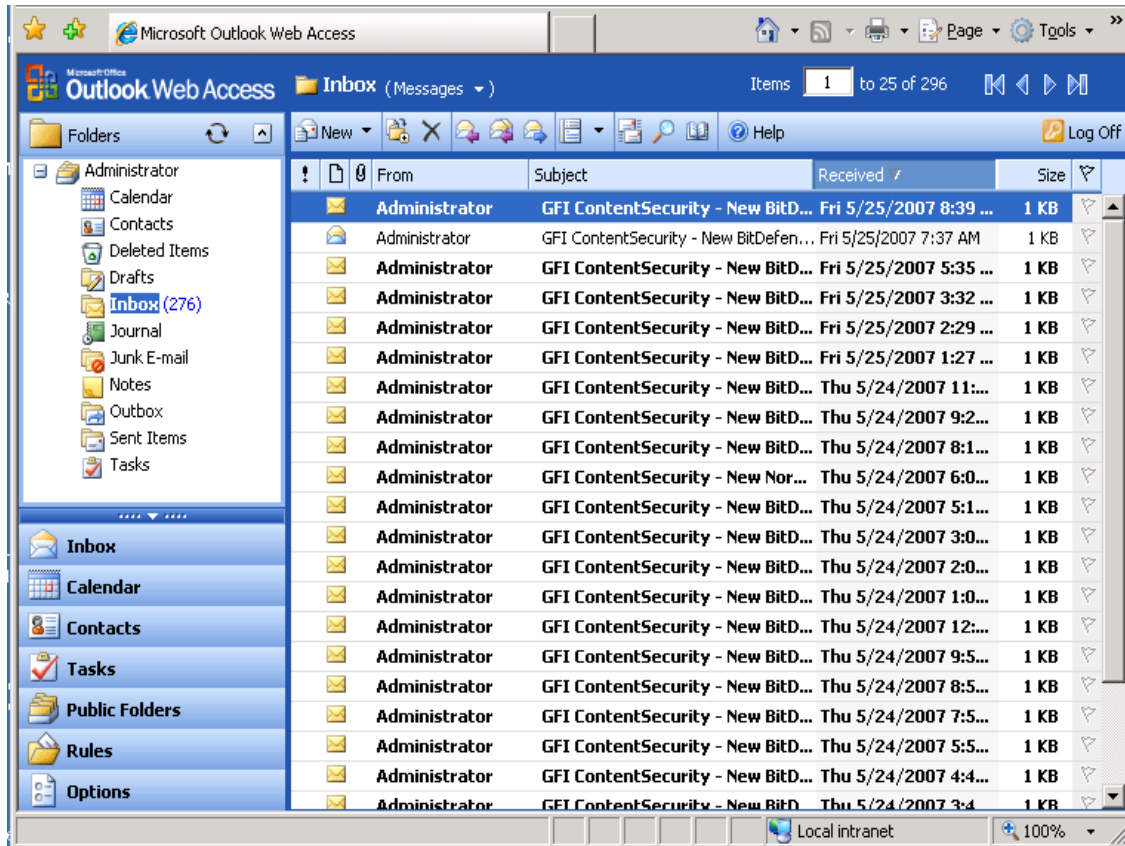 Microsoft Outlook Web Access
Page
Tools
»
Microsoft Office
Outlook Web Access
Inbox (Messages)
Items 1 to 25 of 296
Folders
New
Help
Log Off
Administrator
Calendar
Contacts
Deleted Items
Drafts
Inbox (276)
Journal
Junk E-mail
Notes
Outbox
Sent Items
Tasks
Inbox
Calendar
Contacts
Tasks
Public Folders
Rules
Options
! From Subject Received Size
Administrator GFI ContentSecurity - New BitD... Fri 5/25/2007 8:39 ... 1 KB
Administrator GFI ContentSecurity - New BitDefen... Fri 5/25/2007 7:37 AM 1 KB
Administrator GFI ContentSecurity - New BitD... Fri 5/25/2007 5:35 ... 1 KB
Administrator GFI ContentSecurity - New BitD... Fri 5/25/2007 3:32 ... 1 KB
Administrator GFI ContentSecurity - New BitD... Fri 5/25/2007 2:29 ... 1 KB
Administrator GFI ContentSecurity - New BitD... Fri 5/25/2007 1:27 ... 1 KB
Administrator GFI ContentSecurity - New BitD... Thu 5/24/2007 11:... 1 KB
Administrator GFI ContentSecurity - New BitD... Thu 5/24/2007 9:2... 1 KB
Administrator GFI ContentSecurity - New BitD... Thu 5/24/2007 8:1... 1 KB
Administrator GFI ContentSecurity - New Nor... Thu 5/24/2007 6:0... 1 KB
Administrator GFI ContentSecurity - New BitD... Thu 5/24/2007 5:1... 1 KB
Administrator GFI ContentSecurity - New BitD... Thu 5/24/2007 3:0... 1 KB
Administrator GFI ContentSecurity - New BitD... Thu 5/24/2007 2:0... 1 KB
Administrator GFI ContentSecurity - New BitD... Thu 5/24/2007 1:0... 1 KB
Administrator GFI ContentSecurity - New BitD... Thu 5/24/2007 12:... 1 KB
Administrator GFI ContentSecurity - New BitD... Thu 5/24/2007 9:5... 1 KB
Administrator GFI ContentSecurity - New BitD... Thu 5/24/2007 8:5... 1 KB
Administrator GFI ContentSecurity - New BitD... Thu 5/24/2007 7:5... 1 KB
Administrator GFI ContentSecurity - New BitD... Thu 5/24/2007 5:5... 1 KB
Administrator GFI ContentSecurity - New BitD... Thu 5/24/2007 4:4... 1 KB
Administrator GFI ContentSecurity - New BitD Thu 5/24/2007 3:4 1 KB
Local intranet
100%